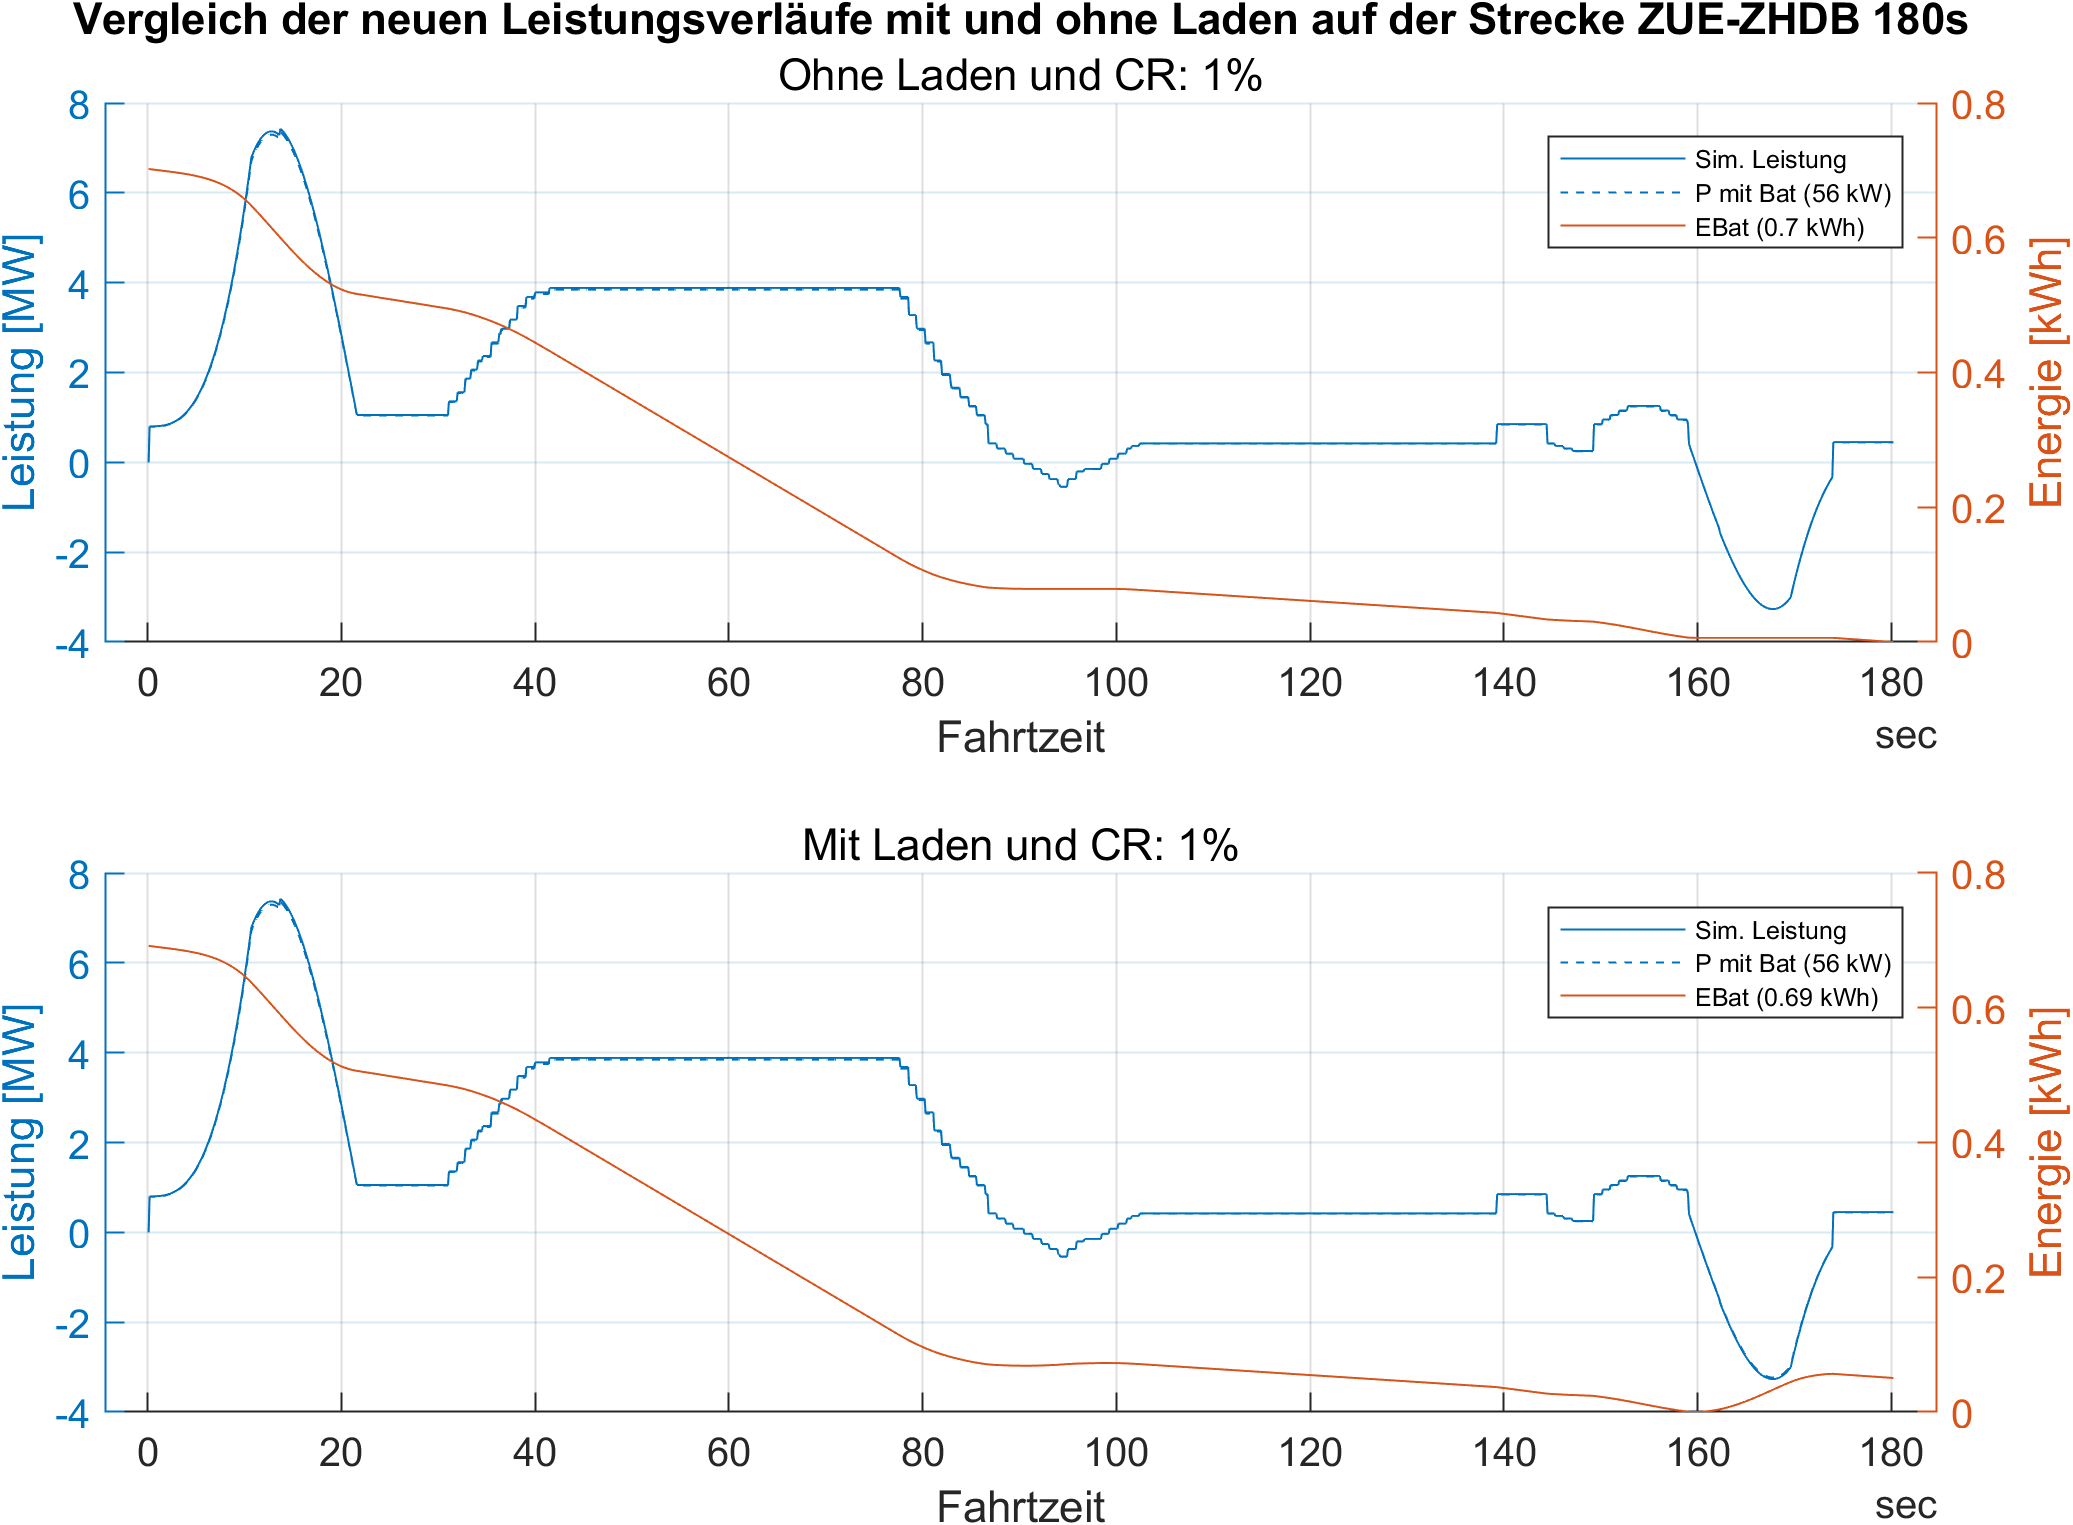 Vergleich der neuen Leistungsverläufe mit und ohne Laden auf der Strecke ZUE-ZHDB 180s
Ohne Laden und CR: 1%
8
6
4
2
0
-2
-4
Leistung [MW]
0.8
0.6
0.4
0.2
0
Energie [kWh]
Sim. Leistung
P mit Bat (56 kW)
EBat (0.7 kWh)
0 20 40 60 80 100 120 140 160 180
Fahrtzeit
sec
Mit Laden und CR: 1%
8
6
4
2
0
-2
-4
Leistung [MW]
0.8
0.6
0.4
0.2
0
Energie [kWh]
Sim. Leistung
P mit Bat (56 kW)
EBat (0.69 kWh)
0 20 40 60 80 100 120 140 160 180
Fahrtzeit
sec